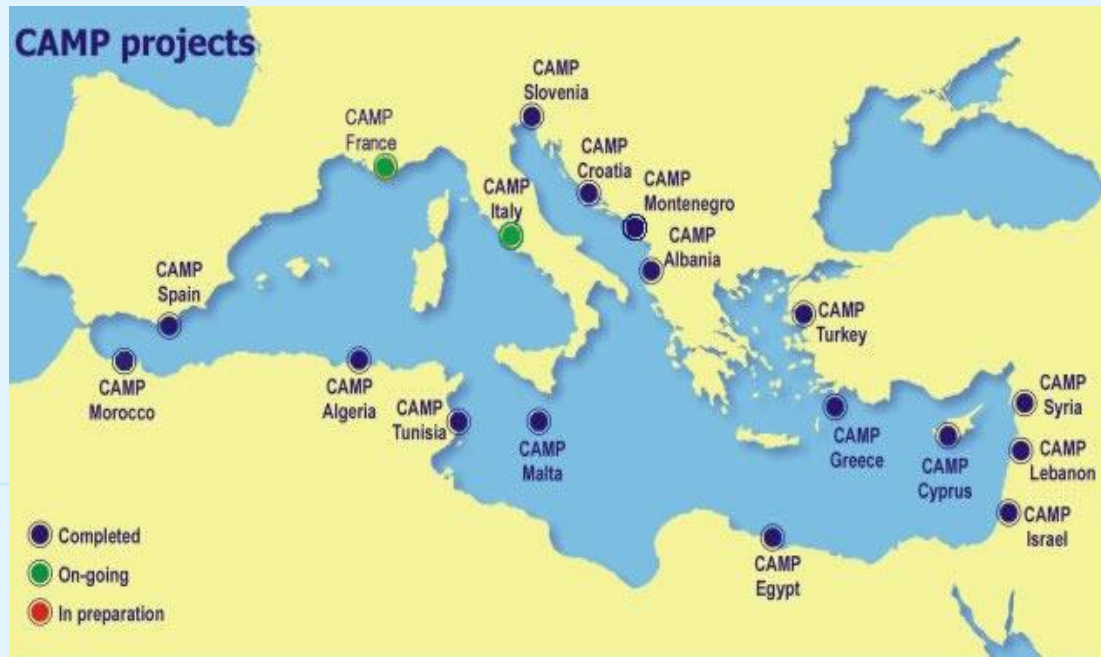 CAMP projects
CAMP
Slovenia
CAMP
France
CAMP
Croatia
CAMP
Italy
CAMP
Montenegro
CAMP
Albania
CAMP
Spain
CAMP
Turkey
CAMP
Morocco
CAMP
Algeria
CAMP
Tunisia
CAMP
Malta
CAMP
Greece
CAMP
Cyprus
CAMP
Syria
CAMP
Lebanon
CAMP
Israel
CAMP
Egypt
Completed
On-going
In preparation